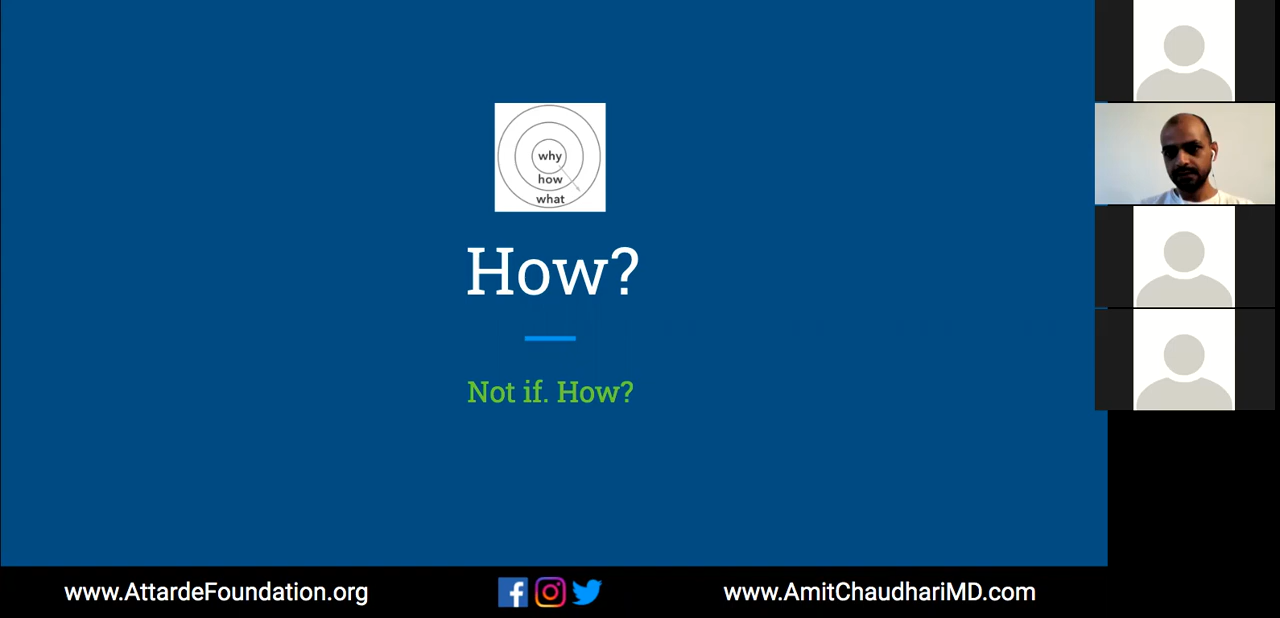 why
how
what
How?
Not if. How?
www.AttardeFoundation.org
www.AmitChaudhariMD.com